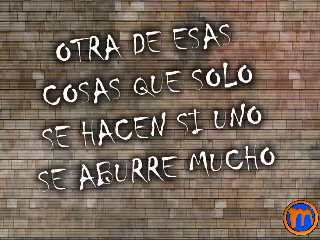 OTRA DE ESAS
COSAS QUE SOLO
SE HACEN SI UNO
SE ABURRE MUCHO
m